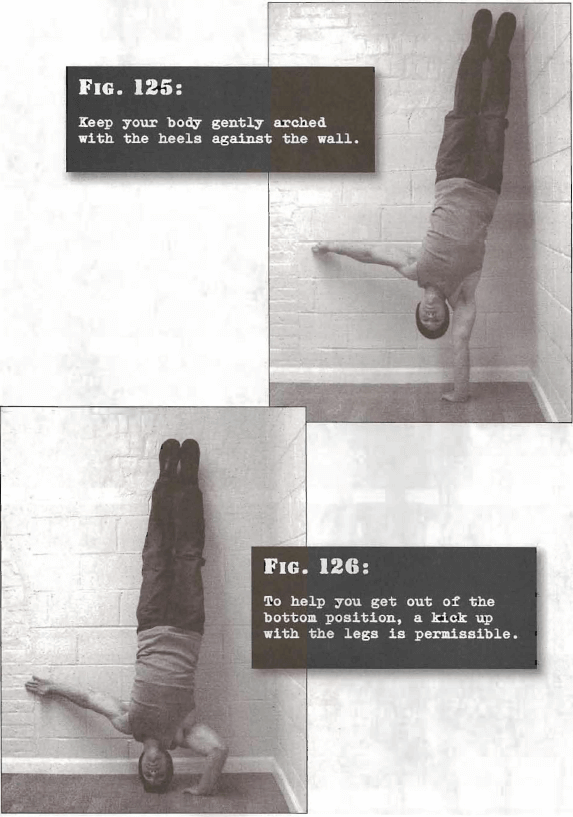 FIG. 125:
Keep your body gently arched
with the heels against the wall.
FIG. 126:
To help you get out of the
bottom position, a kick up
with the legs is permissible.